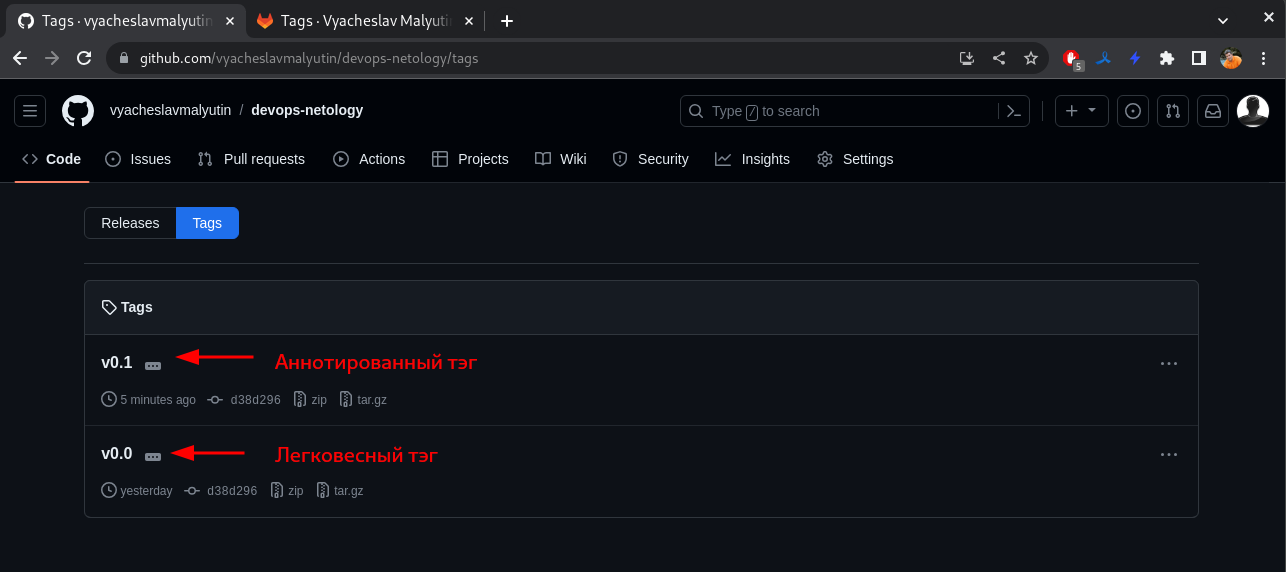 Tags · vyacheslavmalyutin Tags · Vyacheslav Malyutin
github.com/vyacheslavmalyutin/devops-netology/tags 5
vyacheslavmalyutin / devops-netology Type / to search
Code Issues Pull requests Actions Projects Wiki Security Insights Settings
Releases Tags
Tags
v0.1 Аннотированный тэг
5 minutes ago d38d296 zip tar.gz
v0.0 Легковесный тэг
yesterday d38d296 zip tar.gz